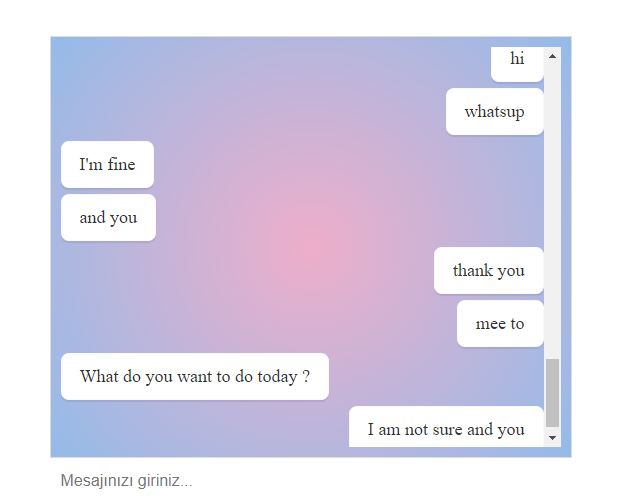 hi
whatsup
I'm fine
and you
thank you
mee to
What do you want to do today ?
I am not sure and you
Mesajınızı giriniz...